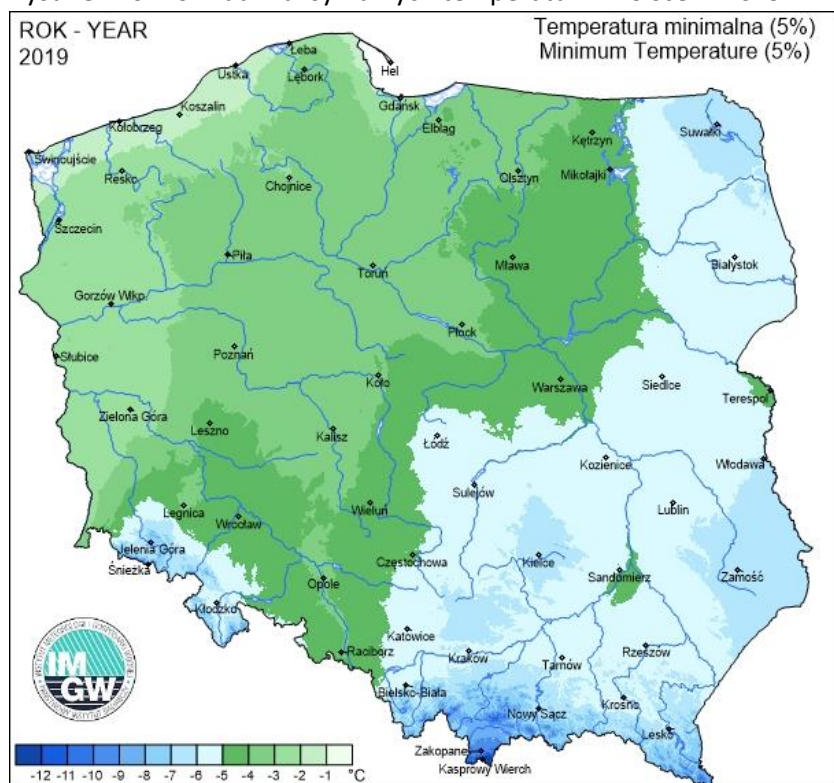 ROK - YEAR
2019
Temperatura minimalna (5%)
Minimum Temperature (5%)
Łeba
Hel
Ustka
Lębork
Gdańsk
Koszalin
Kołobrzeg
Elbląg
Kętrzyn
Suwałki
Świnoujście
Resko
Chojnice
Olsztyn
Mikołajki
Szczecin
Piła
Toruń
Mława
Białystok
Gorzów Wlkp.
Płock
Słubice
Poznań
Koło
Warszawa
Siedlce
Terespol
Zielona Góra
Leszno
Kalisz
Łódź
Kozienice
Włodawa
Sulejów
Legnica
Wrocław
Wieluń
Lublin
Jelenia Góra
Śnieżka
Częstochowa
Kielce
Sandomierz
Zamość
Opole
Kłodzko
Katowice
Racibórz
Kraków
Tarnów
Rzeszów
Bielsko-Biała
Nowy Sącz
Krosno
Lesko
Zakopane
Kasprowy Wierch
IM
GW
-12 -11 -10 -9 -8 -7 -6 -5 -4 -3 -2 -1 °C